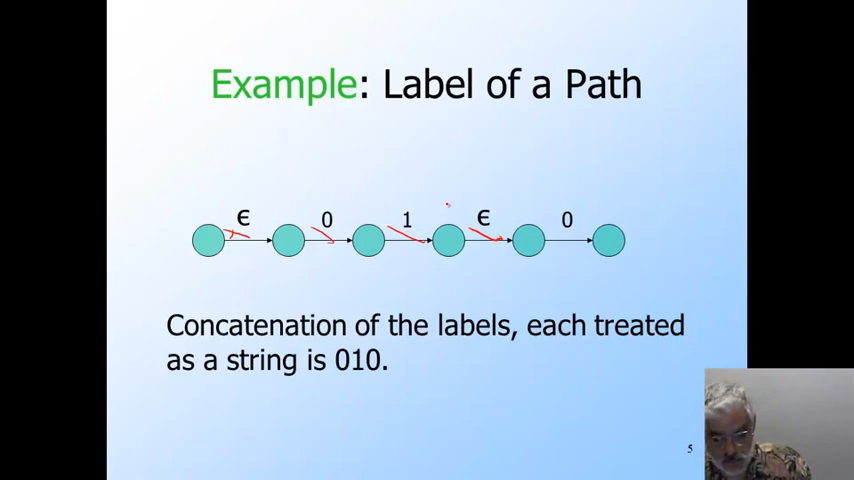 Example: Label of a Path
ϵ 0 1 ϵ 0
Concatenation of the labels, each treated
as a string is 010.
5